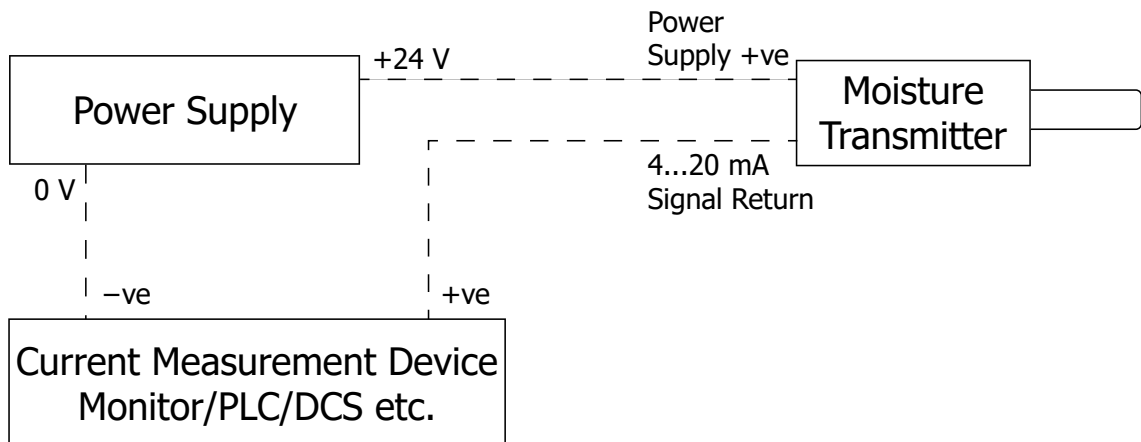 Power
Supply +ve
+24 V
Power Supply
Moisture
Transmitter
4...20 mA
Signal Return
0 V
−ve
+ve
Current Measurement Device
Monitor/PLC/DCS etc.